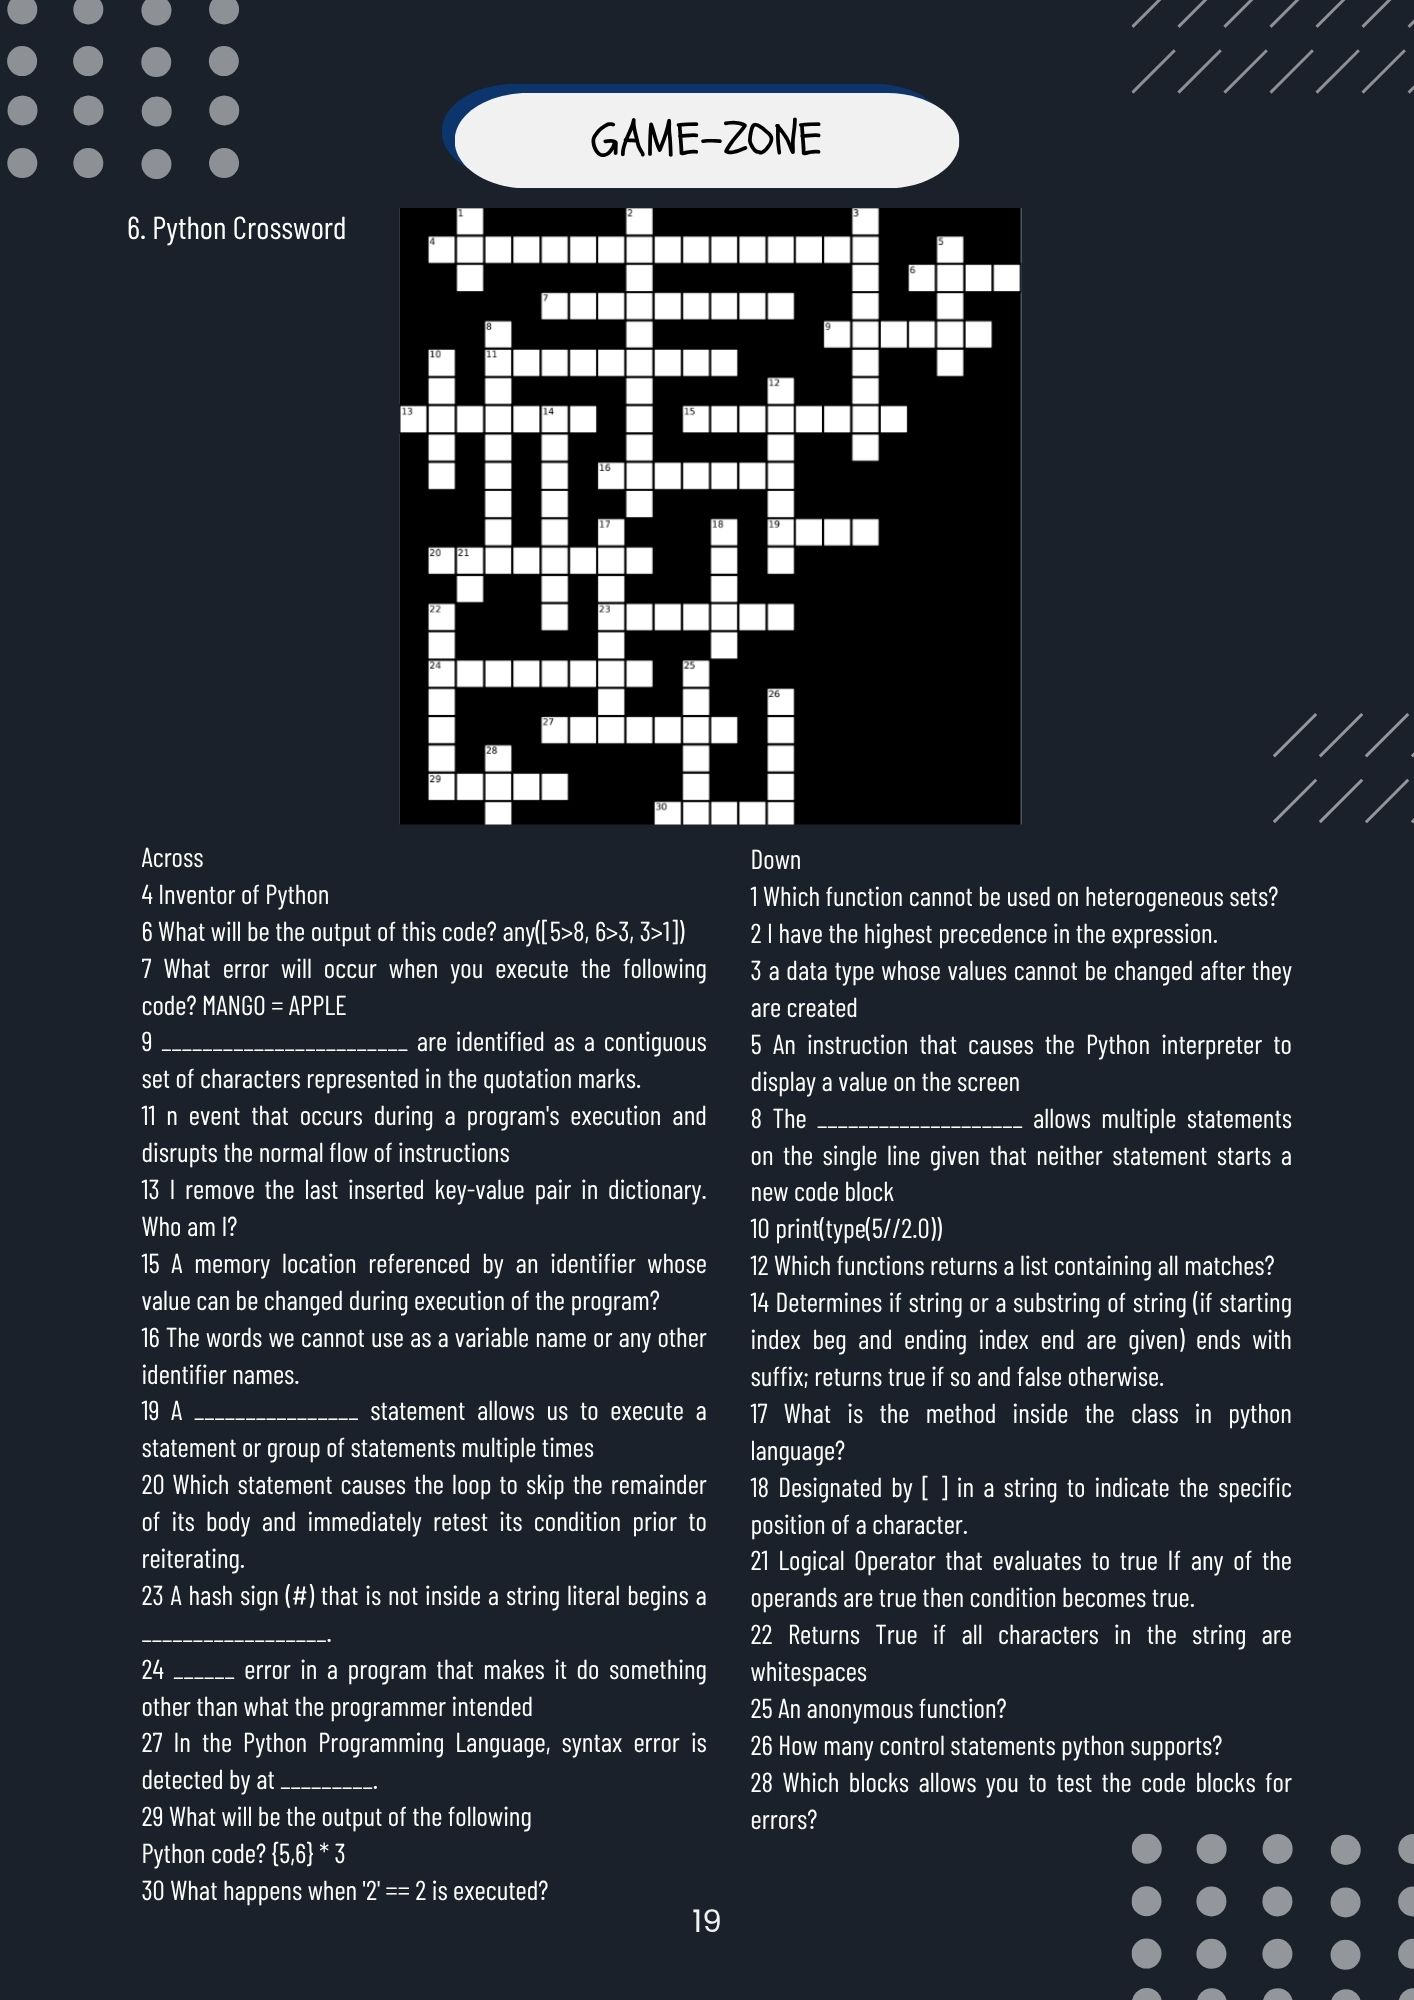 GAME-ZONE
6. Python Crossword
1 2 3
4 5
6
7
8 9
10 11
12
13 14 15
16
17 18 19
20 21
22 23
24 25
26
27
28
29
30
Across
4 Inventor of Python
6 What will be the output of this code? any([5>8, 6>3, 3>1])
7 What error will occur when you execute the following
code? MANGO = APPLE
9 ________________________ are identified as a contiguous
set of characters represented in the quotation marks.
11 n event that occurs during a program's execution and
disrupts the normal flow of instructions
13 I remove the last inserted key-value pair in dictionary.
Who am I?
15 A memory location referenced by an identifier whose
value can be changed during execution of the program?
16 The words we cannot use as a variable name or any other
identifier names.
19 A ________________ statement allows us to execute a
statement or group of statements multiple times
20 Which statement causes the loop to skip the remainder
of its body and immediately retest its condition prior to
reiterating.
23 A hash sign (#) that is not inside a string literal begins a
__________________.
24 ______ error in a program that makes it do something
other than what the programmer intended
27 In the Python Programming Language, syntax error is
detected by at _________.
29 What will be the output of the following
Python code? {5,6} * 3
30 What happens when '2' == 2 is executed?
Down
1 Which function cannot be used on heterogeneous sets?
2 I have the highest precedence in the expression.
3 a data type whose values cannot be changed after they
are created
5 An instruction that causes the Python interpreter to
display a value on the screen
8 The ____________________ allows multiple statements
on the single line given that neither statement starts a
new code block
10 print(type(5//2.0))
12 Which functions returns a list containing all matches?
14 Determines if string or a substring of string (if starting
index beg and ending index end are given) ends with
suffix; returns true if so and false otherwise.
17 What is the method inside the class in python
language?
18 Designated by [ ] in a string to indicate the specific
position of a character.
21 Logical Operator that evaluates to true If any of the
operands are true then condition becomes true.
22 Returns True if all characters in the string are
whitespaces
25 An anonymous function?
26 How many control statements python supports?
28 Which blocks allows you to test the code blocks for
errors?
19